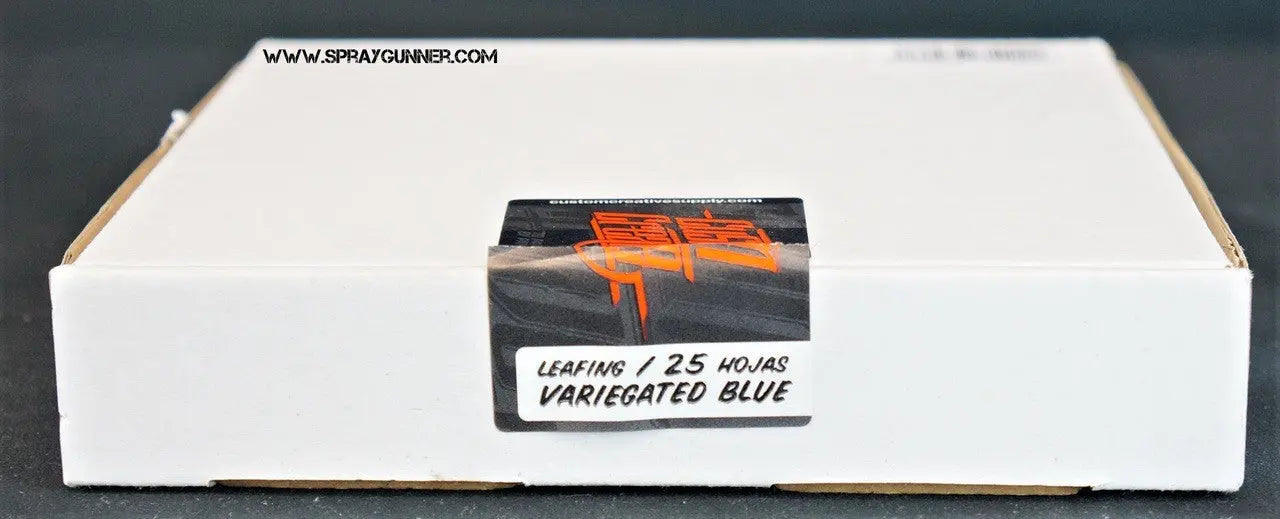 WWW.SPRAYGUNNER.COM
customcreativesupply.com
LEAFING / 25 HOJAS
VARIEGATED BLUE